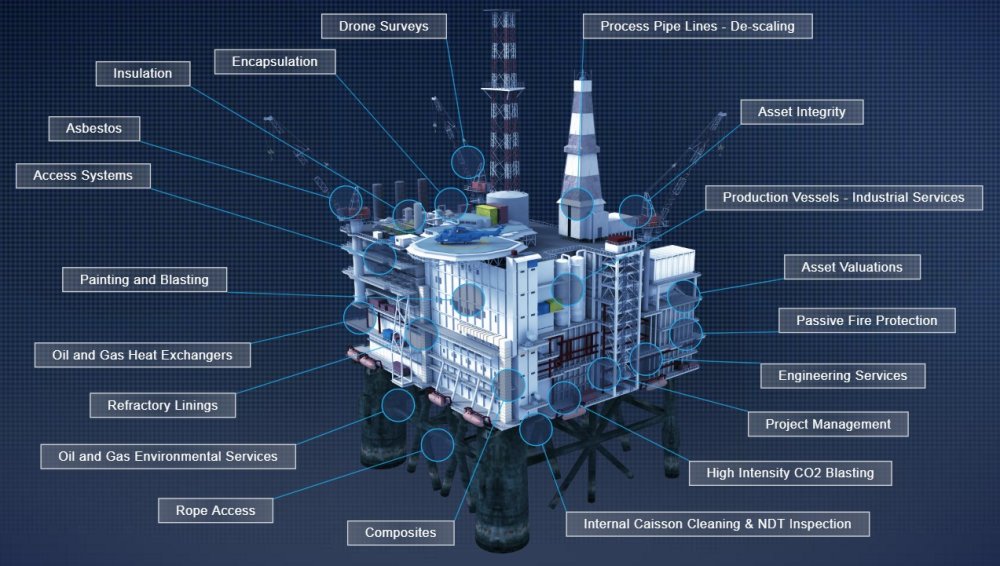 Drone Surveys
Process Pipe Lines - De-scaling
Encapsulation
Insulation
Asset Integrity
Asbestos
Access Systems
Production Vessels - Industrial Services
Painting and Blasting
Asset Valuations
Passive Fire Protection
Oil and Gas Heat Exchangers
Engineering Services
Refractory Linings
Project Management
Oil and Gas Environmental Services
High Intensity CO2 Blasting
Rope Access
Composites
Internal Caisson Cleaning & NDT Inspection